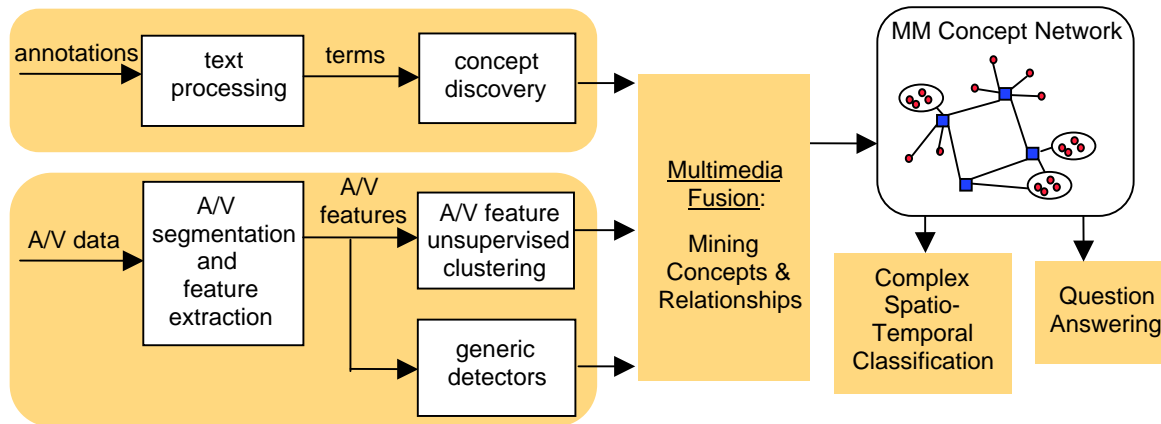 annotations
text
processing
terms
concept
discovery
A/V data
A/V
segmentation
and
feature
extraction
A/V
features
A/V feature
unsupervised
clustering
generic
detectors
Multimedia
Fusion:
Mining
Concepts &
Relationships
MM Concept Network
Complex
Spatio-
Temporal
Classification
Question
Answering